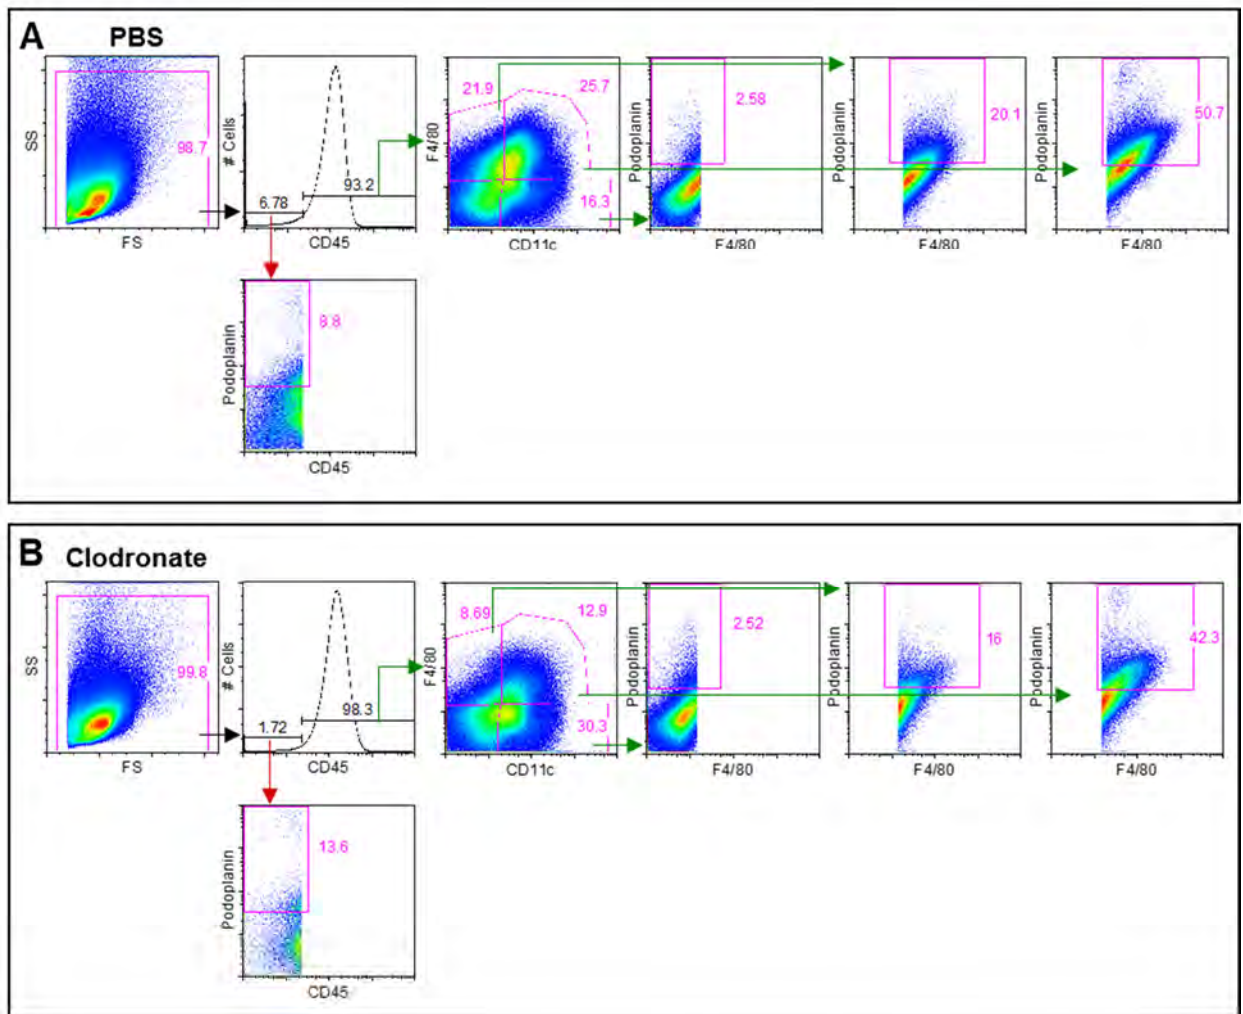 A PBS
SS
98.7
FS
# Cells
6.78
93.2
CD45
F4/80
21.9
25.7
16.3
CD11c
Podoplanin
2.58
F4/80
Podoplanin
20.1
F4/80
Podoplanin
50.7
F4/80
Podoplanin
8.8
CD45
B Clodronate
SS
99.8
FS
# Cells
1.72
98.3
CD45
F4/80
8.69
12.9
30.3
CD11c
Podoplanin
2.52
F4/80
Podoplanin
16
F4/80
Podoplanin
42.3
F4/80
Podoplanin
13.6
CD45